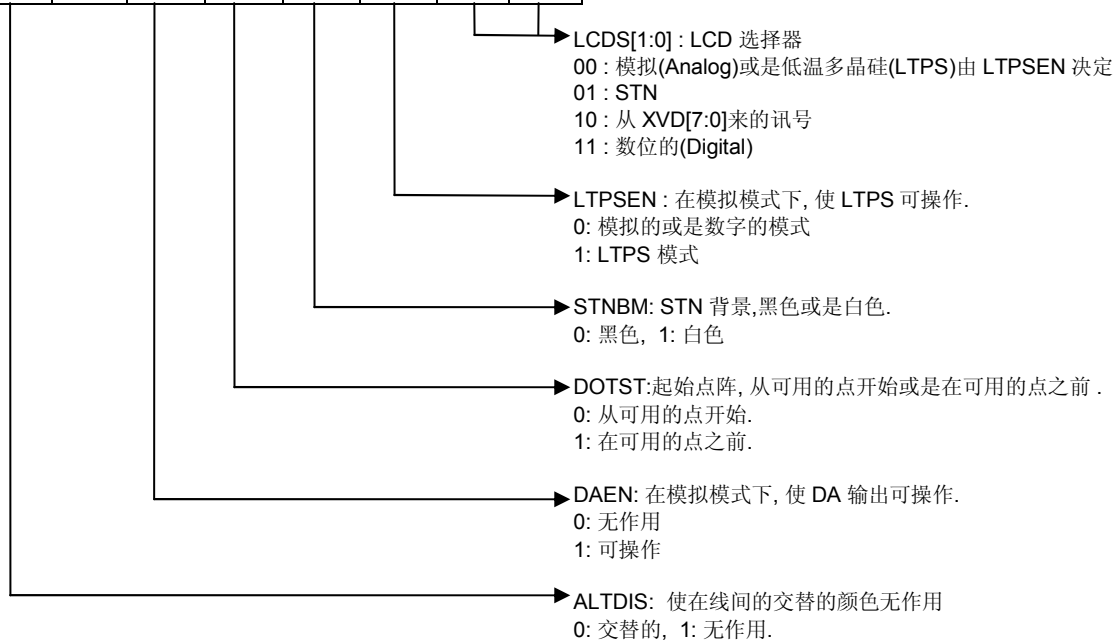 LCDS[1:0] : LCD 选择器
00 : 模拟(Analog)或是低温多晶硅(LTPS)由 LTPSEN 决定
01 : STN
10 : 从 XVD[7:0]来的讯号
11 : 数位的(Digital)
LTPSEN : 在模拟模式下, 使 LTPS 可操作.
0: 模拟的或是数字的模式
1: LTPS 模式
STNBM: STN 背景,黑色或是白色.
0: 黑色, 1: 白色
DOTST:起始点阵, 从可用的点开始或是在可用的点之前 .
0: 从可用的点开始.
1: 在可用的点之前.
DAEN: 在模拟模式下, 使 DA 输出可操作.
0: 无作用
1: 可操作
ALTDIS: 使在线间的交替的颜色无作用
0: 交替的, 1: 无作用.